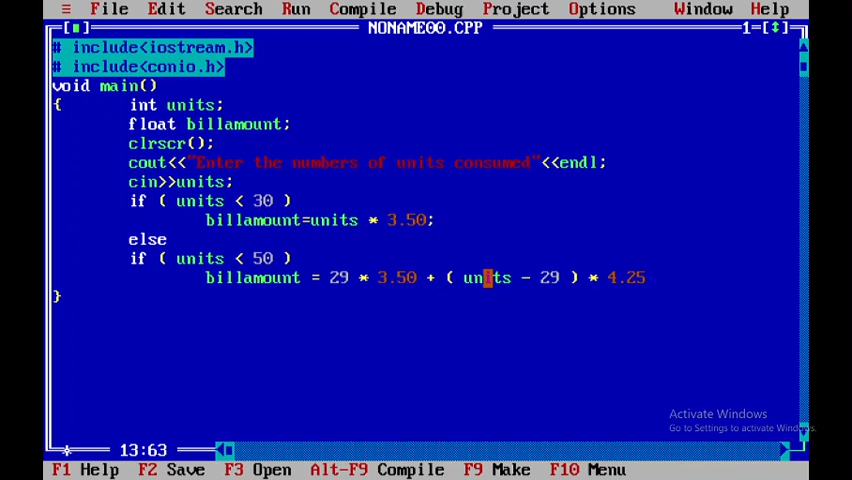 ≡ File Edit Search Run Compile Debug Project Options Window Help
[■] NONAME00.CPP 1=[↕]
# include<iostream.h>
# include<conio.h>
void main()
{ int units;
float billamount;
clrscr();
cout<<"Enter the numbers of units consumed"<<endl;
cin>>units;
if ( units < 30 )
billamount=units * 3.50;
else
if ( units < 50 )
billamount = 29 * 3.50 + ( units - 29 ) * 4.25
}
Activate Windows
Go to Settings to activate Windows.
* 13:63
F1 Help F2 Save F3 Open Alt-F9 Compile F9 Make F10 Menu